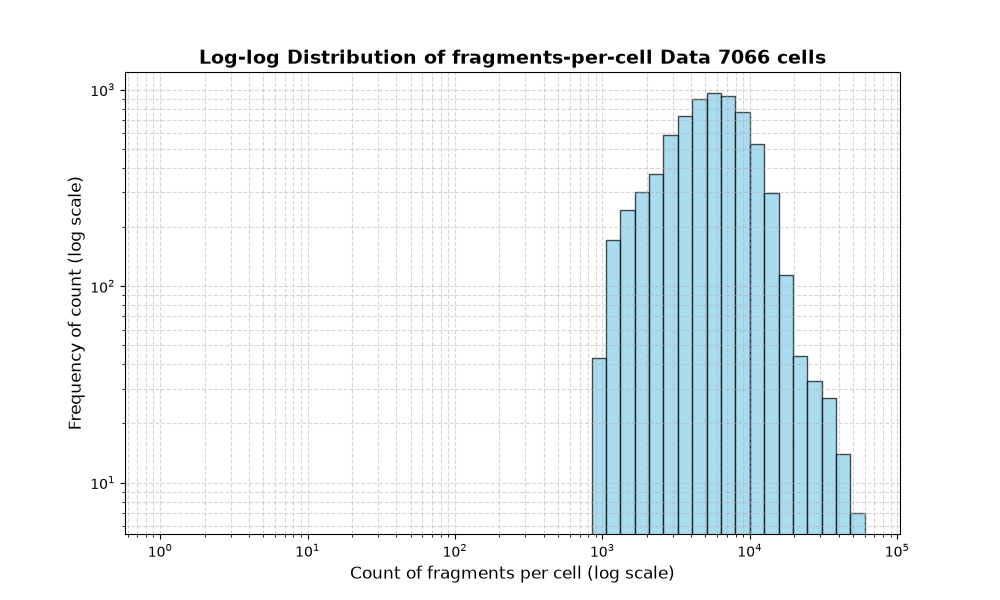 Log-log Distribution of fragments-per-cell Data 7066 cells
Frequency of count (log scale)
10³
10²
10¹
10⁰ 10¹ 10² 10³ 10⁴ 10⁵
Count of fragments per cell (log scale)